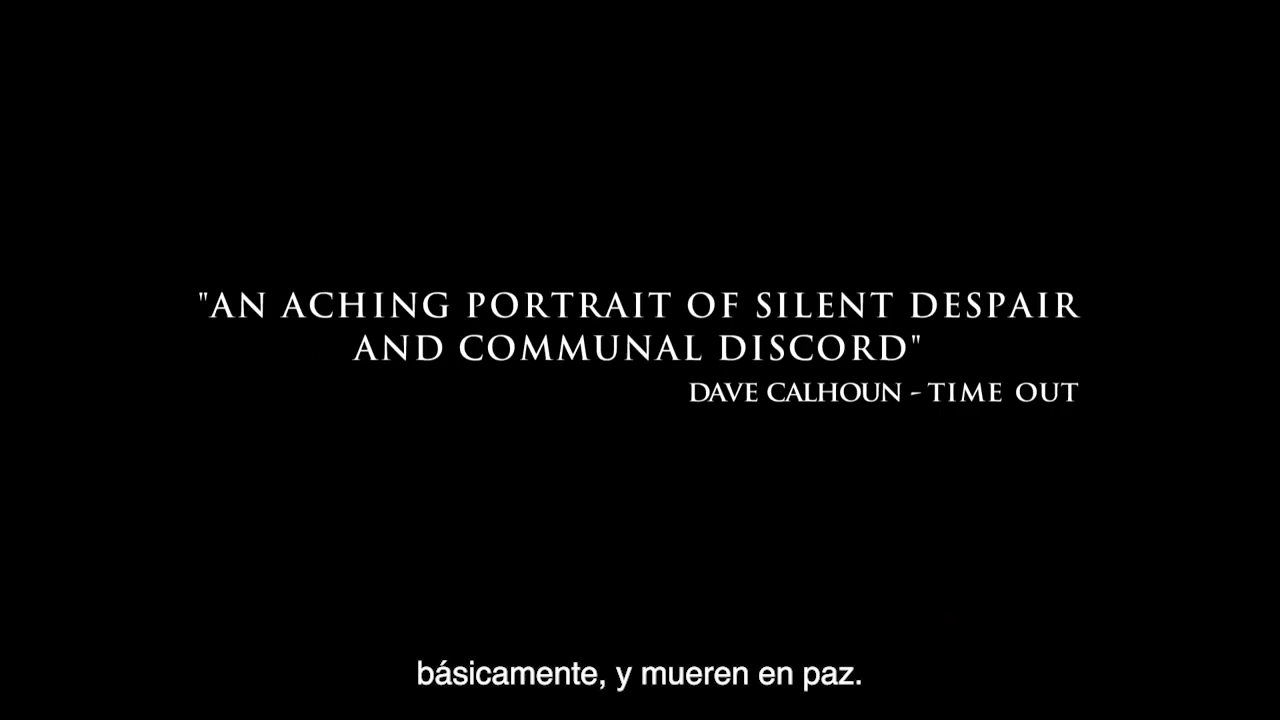 "AN ACHING PORTRAIT OF SILENT DESPAIR
AND COMMUNAL DISCORD"
DAVE CALHOUN - TIME OUT
básicamente, y mueren en paz.